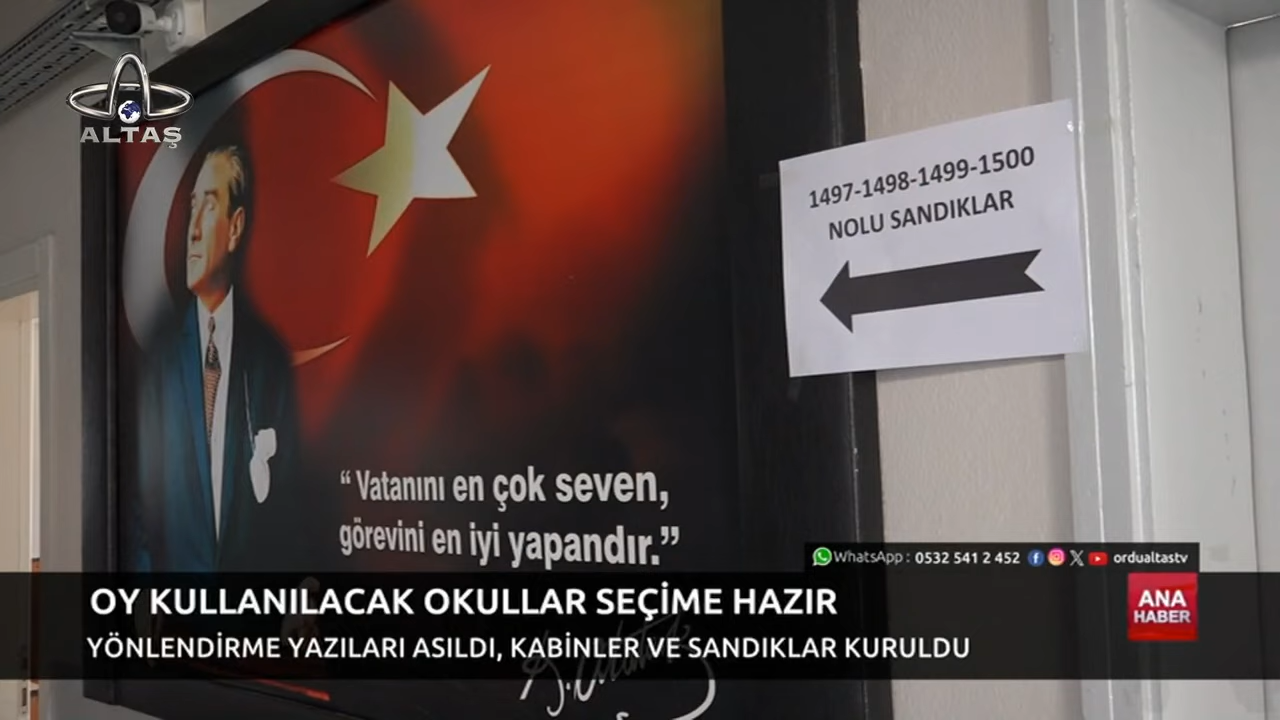 ALTAŞ
1497-1498-1499-1500
NOLU SANDIKLAR
“ Vatanını en çok seven,
görevini en iyi yapandır.”
WhatsApp : 0532 541 2 452 ordualtastv
OY KULLANILACAK OKULLAR SEÇİME HAZIR
YÖNLENDİRME YAZILARI ASILDI, KABİNLER VE SANDIKLAR KURULDU
ANA
HABER